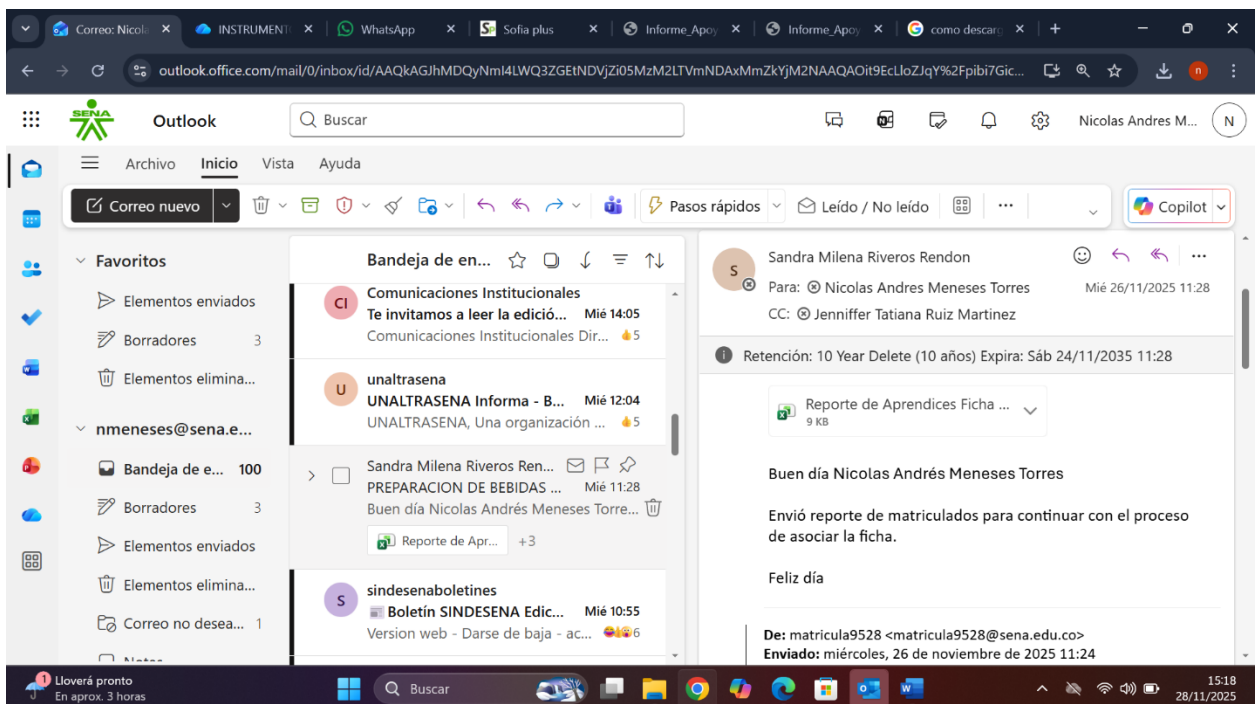 Correo: Nicola
INSTRUMENT
WhatsApp
Sofia plus
Informe_Apoy
Informe_Apoy
como descarg
outlook.office.com/mail/0/inbox/id/AAQkAGJhMDQyNmI4LWQ3ZGEtNDVjZi05MzM2LTVmNDAxMmZkYjM2NAAQAOit9EcLloZJqY%2Fpibi7Gic...
n
SENA
Outlook
Buscar
Nicolas Andres M...
N
Archivo Inicio Vista Ayuda
Correo nuevo
Pasos rápidos
Leído / No leído
Copilot
Favoritos
Elementos enviados
Borradores 3
Elementos elimina...
nmeneses@sena.e...
Bandeja de e... 100
Borradores 3
Elementos enviados
Elementos elimina...
Correo no desea... 1
Notas
Bandeja de en...
CI
Comunicaciones Institucionales
Te invitamos a leer la edició... Mié 14:05
Comunicaciones Institucionales Dir... 👍5
U
unaltrasena
UNALTRASENA Informa - B... Mié 12:04
UNALTRASENA, Una organización ... 👍5
Sandra Milena Riveros Ren...
PREPARACION DE BEBIDAS ... Mié 11:28
Buen día Nicolas Andrés Meneses Torre...
Reporte de Apr... +3
S
sindesenaboletines
📰 Boletín SINDESENA Edic... Mié 10:55
Version web - Darse de baja - ac... 6
S
Sandra Milena Riveros Rendon
Para: Nicolas Andres Meneses Torres
Mié 26/11/2025 11:28
CC: Jenniffer Tatiana Ruiz Martinez
Retención: 10 Year Delete (10 años) Expira: Sáb 24/11/2035 11:28
Reporte de Aprendices Ficha ...
9 KB
Buen día Nicolas Andrés Meneses Torres
Envió reporte de matriculados para continuar con el proceso
de asociar la ficha.
Feliz día
De: matricula9528 <matricula9528@sena.edu.co>
Enviado: miércoles, 26 de noviembre de 2025 11:24
1
Lloverá pronto
En aprox. 3 horas
Buscar
15:18
28/11/2025